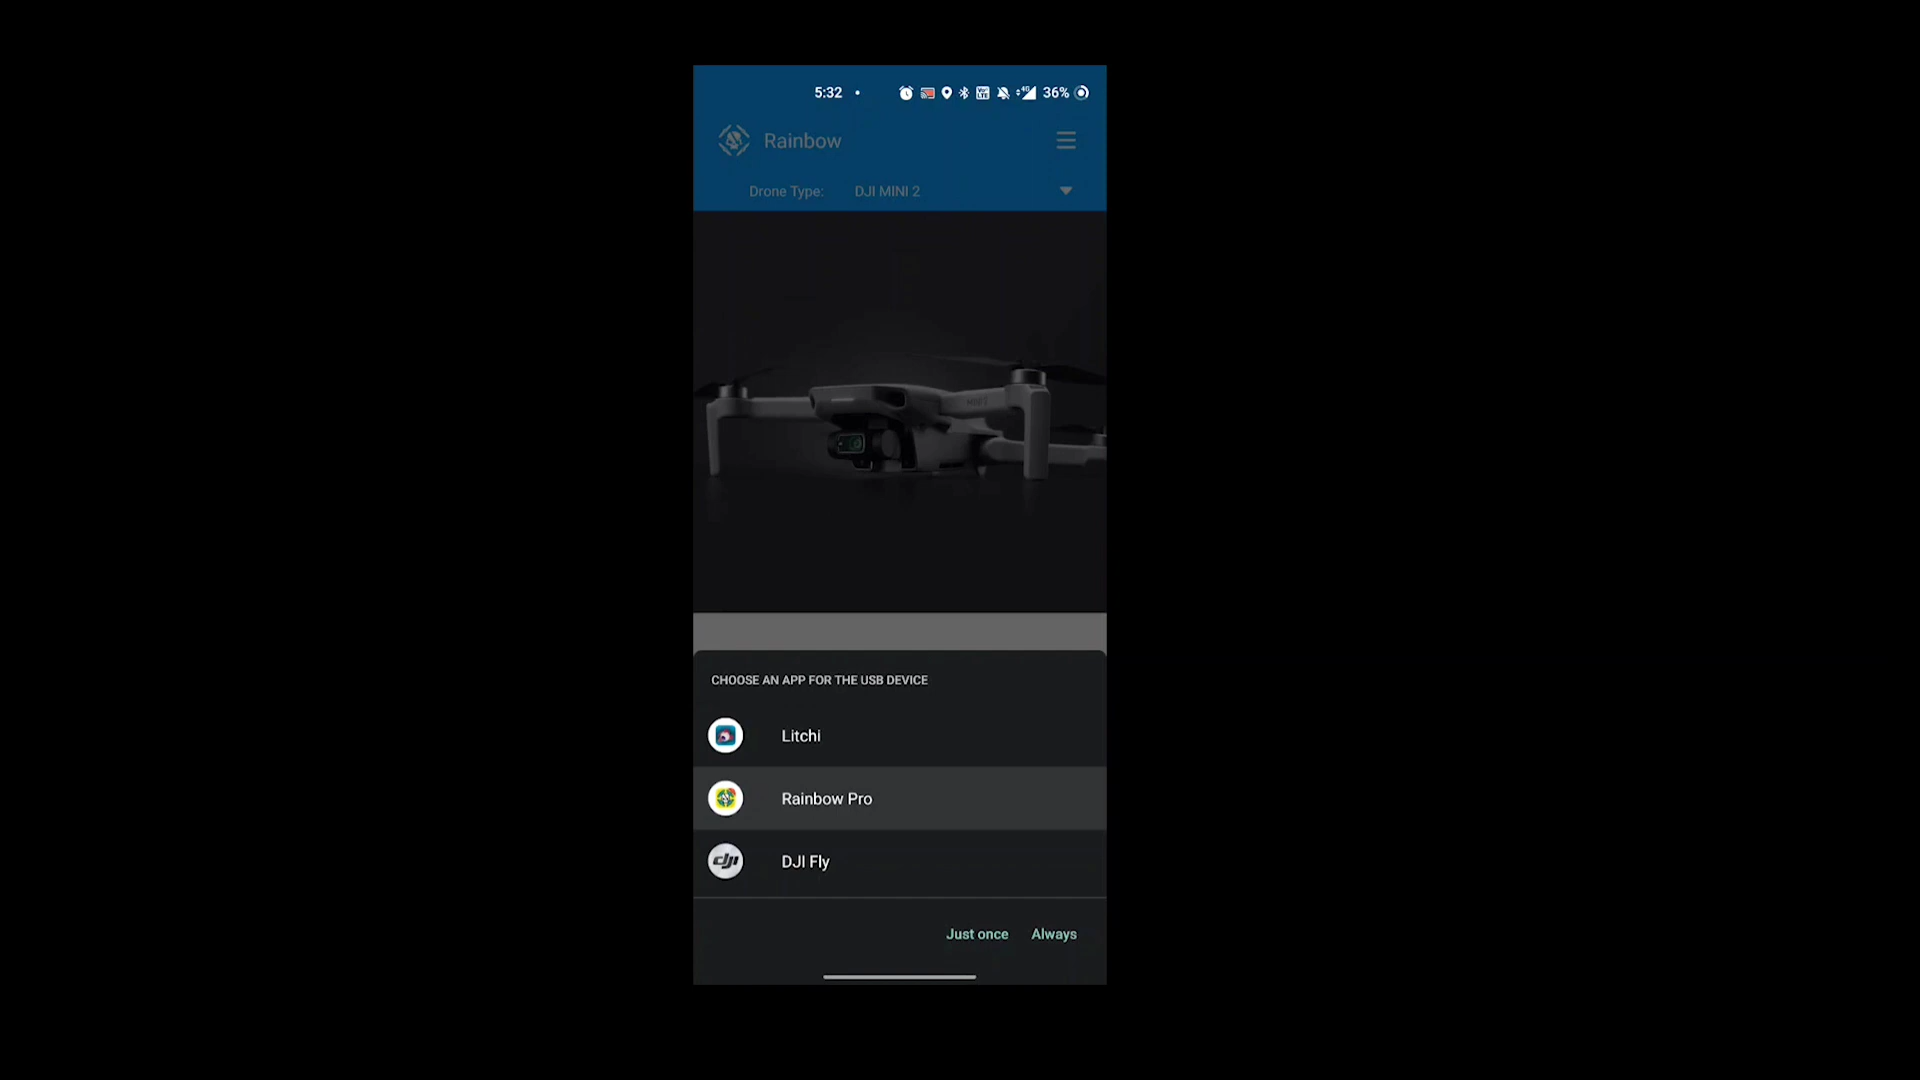 5:32
36%
Rainbow
Drone Type: DJI MINI 2
CHOOSE AN APP FOR THE USB DEVICE
Litchi
Rainbow Pro
dji
DJI Fly
Just once Always